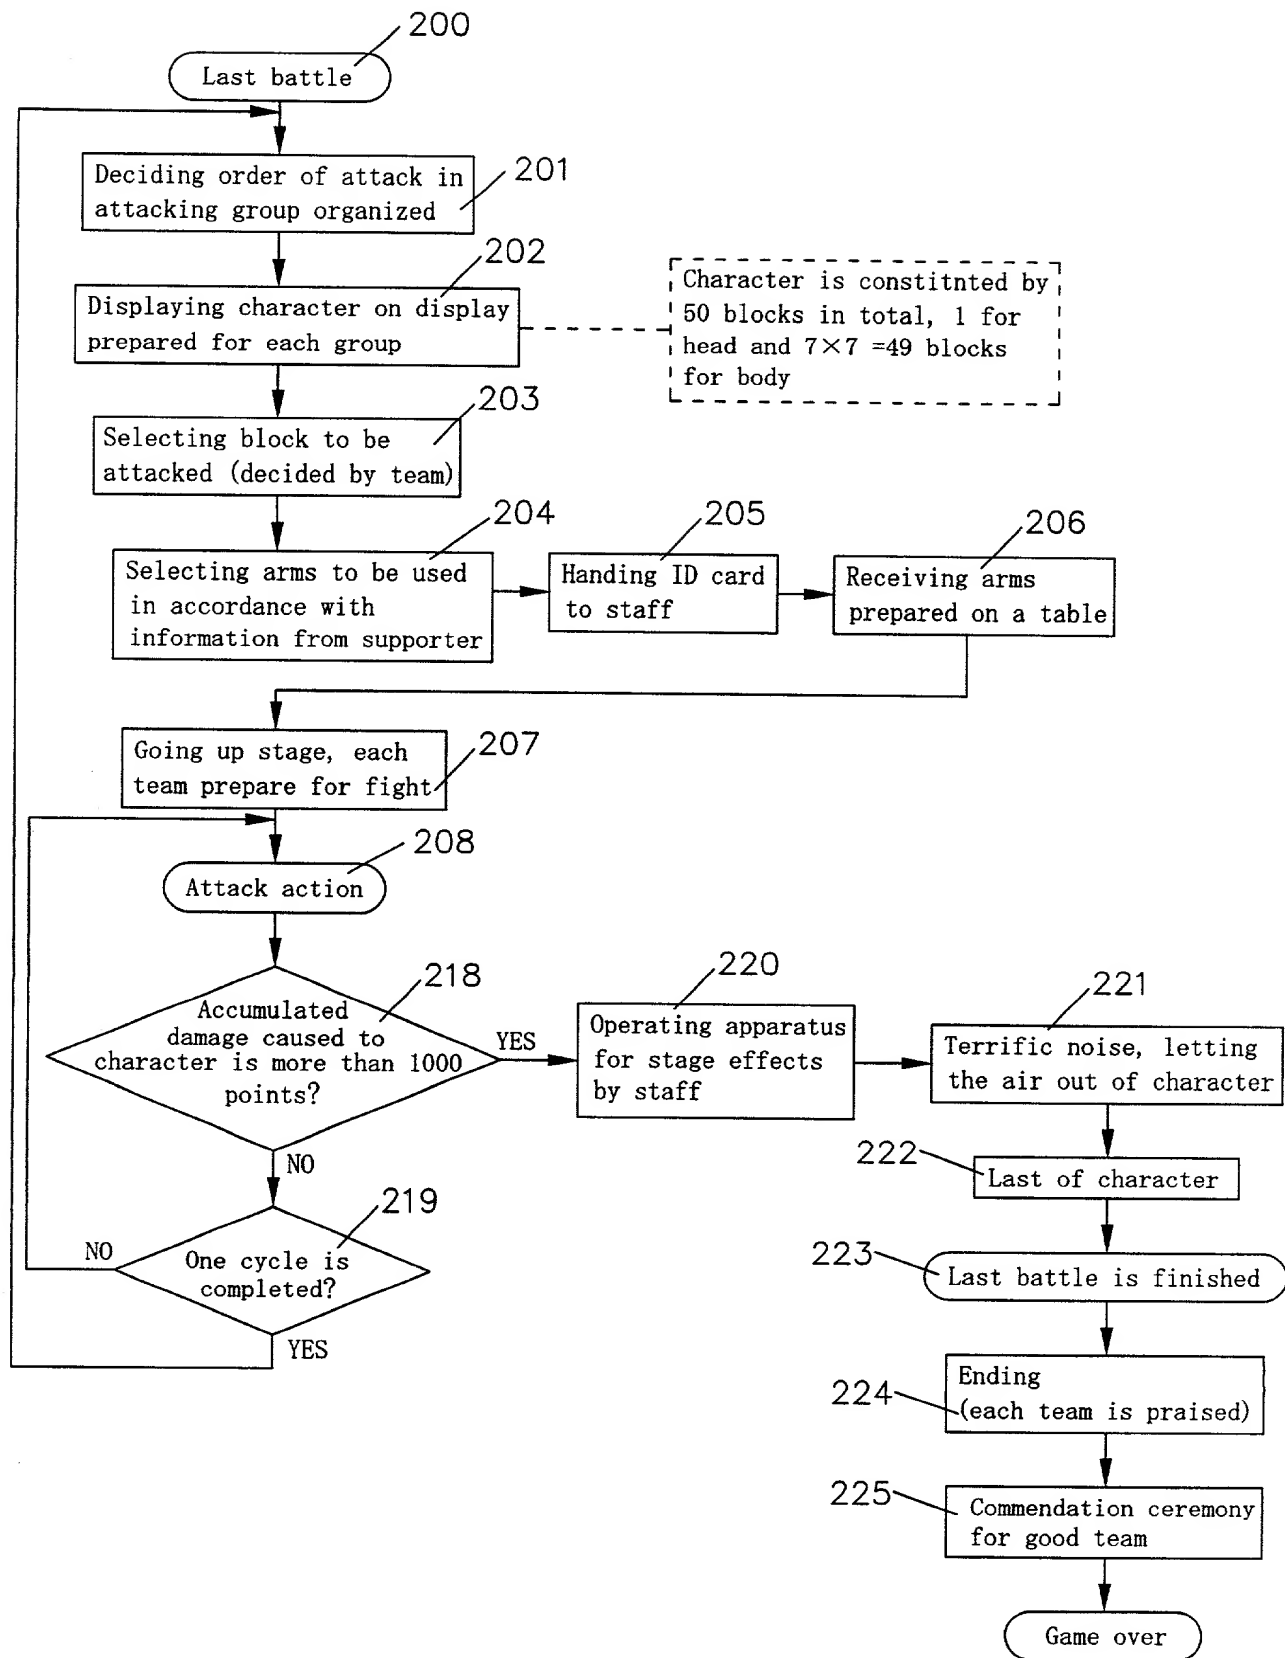 200
Last battle
Deciding order of attack in
attacking group organized
201
202
Displaying character on display
prepared for each group
Character is constitnted by
50 blocks in total, 1 for
head and 7×7 =49 blocks
for body
203
Selecting block to be
attacked (decided by team)
204
Selecting arms to be used
in accordance with
information from supporter
205
Handing ID card
to staff
206
Receiving arms
prepared on a table
Going up stage, each
team prepare for fight
207
208
Attack action
218
Accumulated
damage caused to
character is more than 1000
points?
YES
NO
219
One cycle is
completed?
NO
YES
220
Operating apparatus
for stage effects
by staff
221
Terrific noise, letting
the air out of character
222
Last of character
223
Last battle is finished
224
Ending
(each team is praised)
225
Commendation ceremony
for good team
Game over